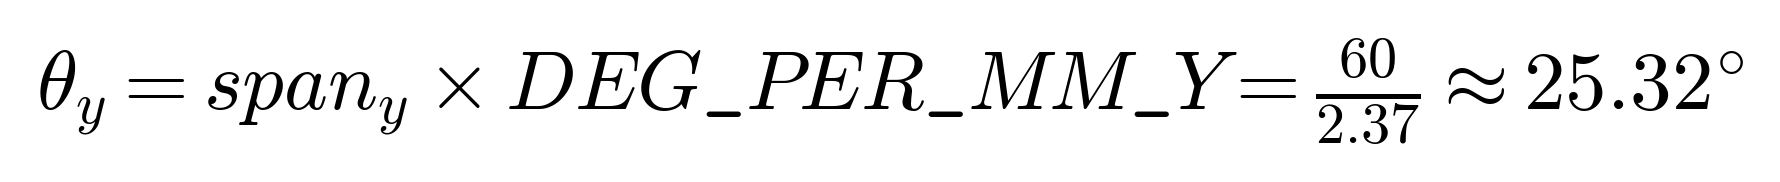 θ_y = span_y × DEG_PER_MM_Y = 60/2.37 ≈ 25.32°